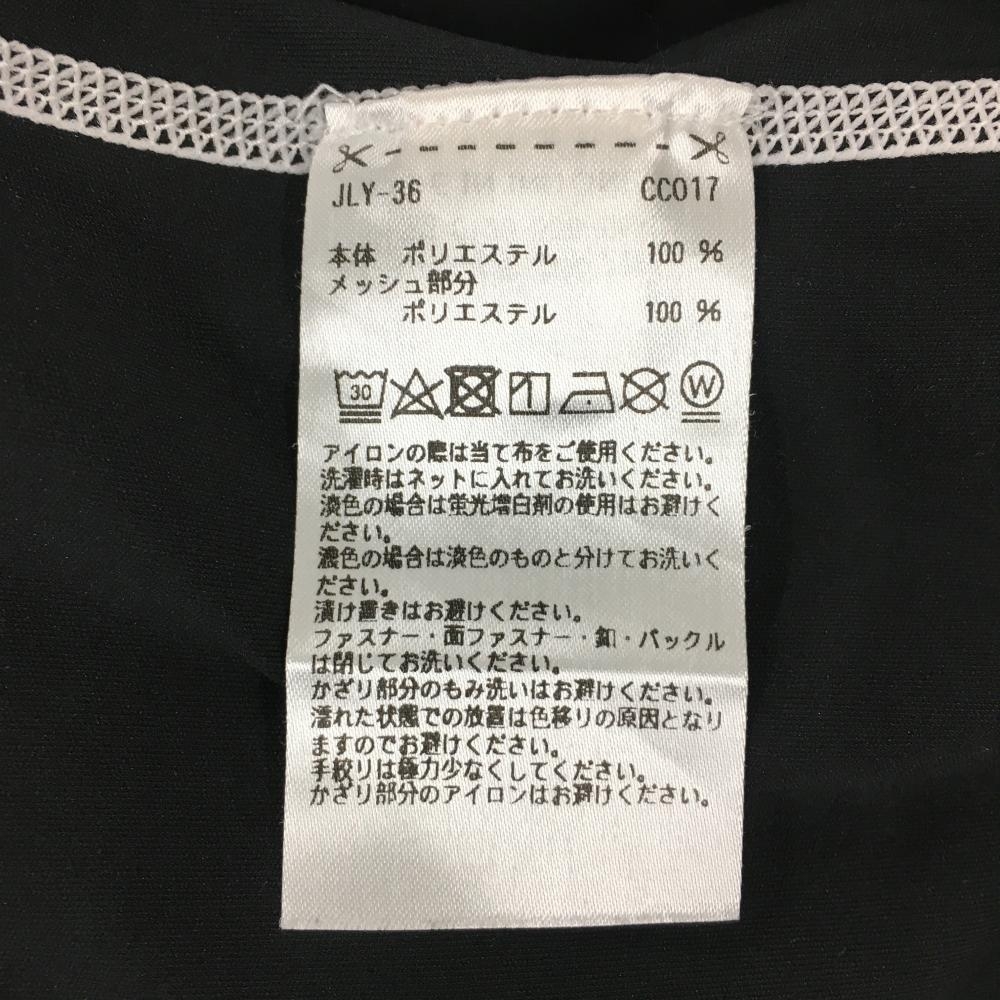 JLY-36 CC017
本体 ポリエステル 100 %
メッシュ部分
ポリエステル 100 %
30 W
アイロンの際は当て布をご使用ください。
洗濯時はネットに入れてお洗いください。
淡色の場合は蛍光増白剤の使用はお避けく
ださい。
濃色の場合は淡色のものと分けてお洗いく
ださい。
漬け置きはお避けください。
ファスナー・面ファスナー・釦・バックル
は閉じてお洗いください。
かざり部分のもみ洗いはお避けください。
濡れた状態での放置は色移りの原因となり
ますのでお避けください。
手絞りは極力少なくしてください。
かざり部分のアイロンはお避けください。